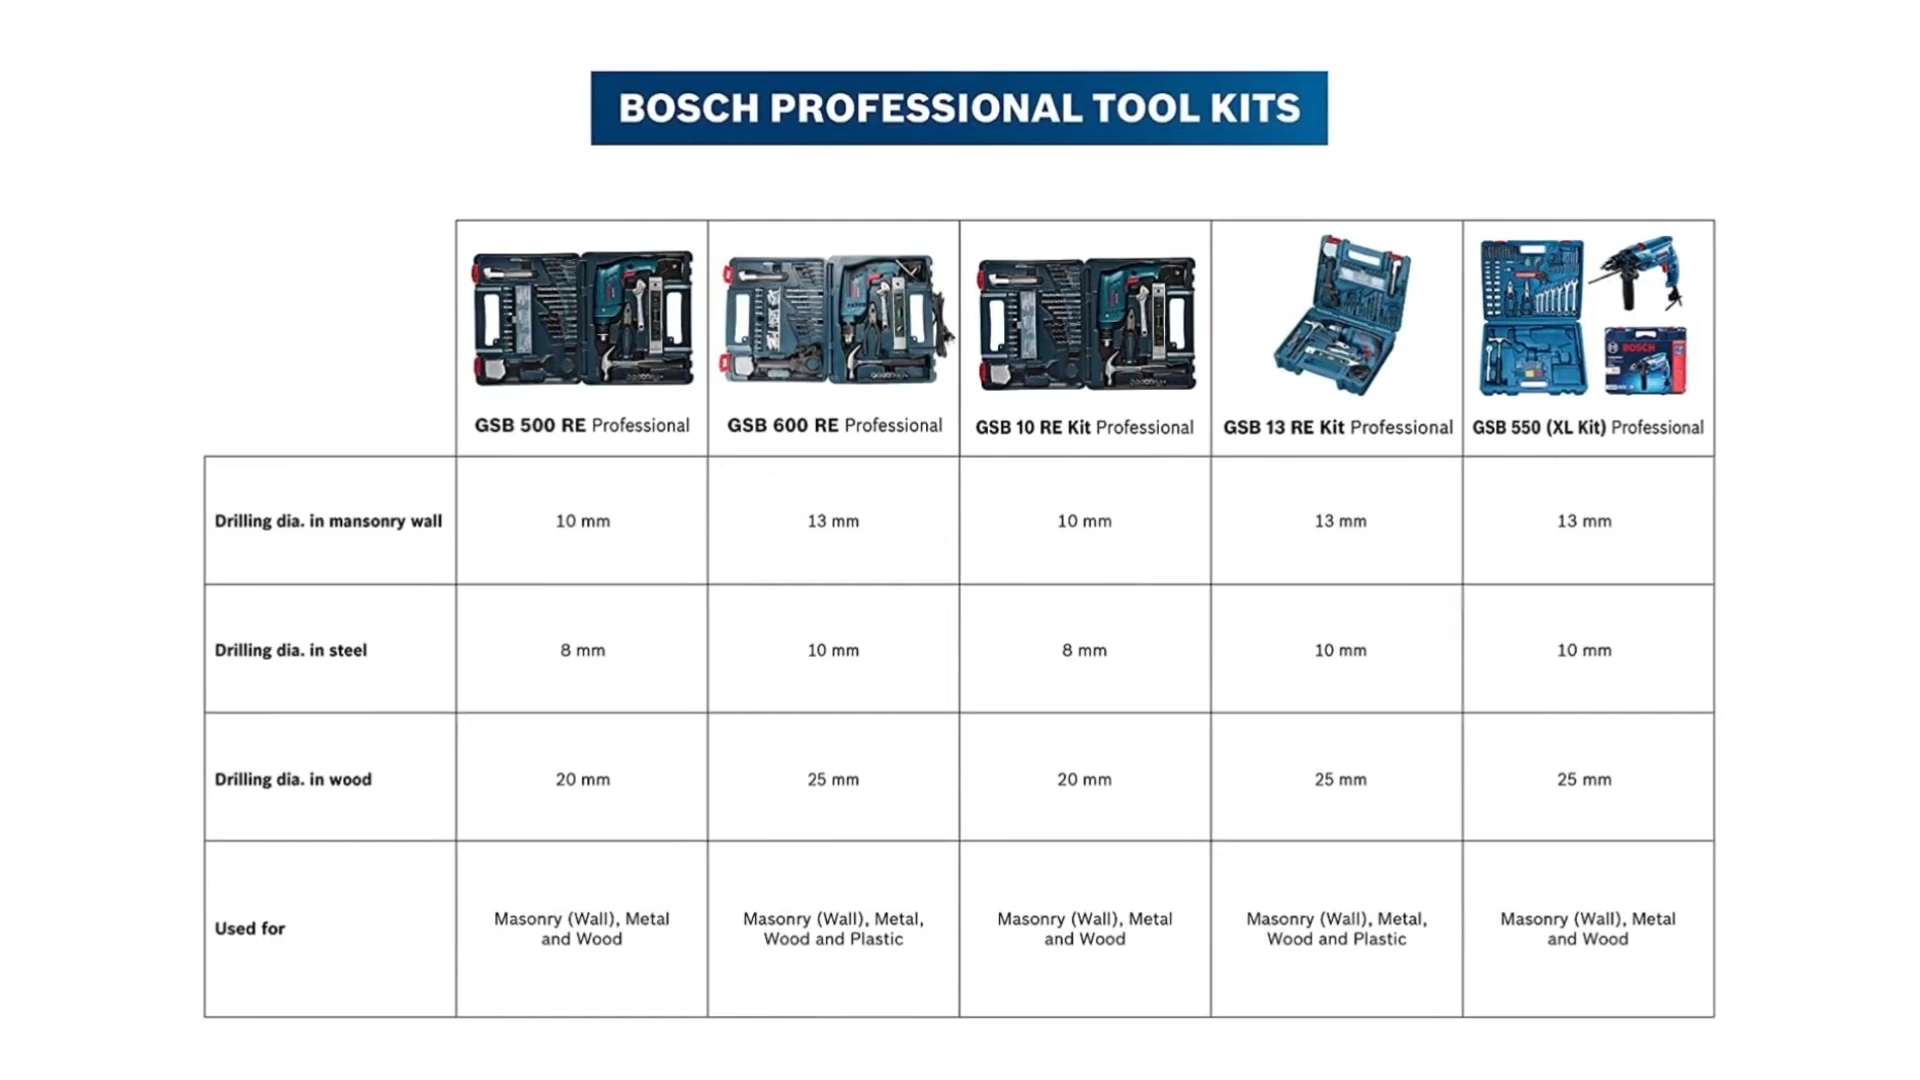 BOSCH PROFESSIONAL TOOL KITS
GSB 500 RE Professional
GSB 600 RE Professional
GSB 10 RE Kit Professional
GSB 13 RE Kit Professional
BOSCH
GSB 550 (XL Kit) Professional
Drilling dia. in mansonry wall
10 mm
13 mm
10 mm
13 mm
13 mm
Drilling dia. in steel
8 mm
10 mm
8 mm
10 mm
10 mm
Drilling dia. in wood
20 mm
25 mm
20 mm
25 mm
25 mm
Used for
Masonry (Wall), Metal
and Wood
Masonry (Wall), Metal,
Wood and Plastic
Masonry (Wall), Metal
and Wood
Masonry (Wall), Metal,
Wood and Plastic
Masonry (Wall), Metal
and Wood